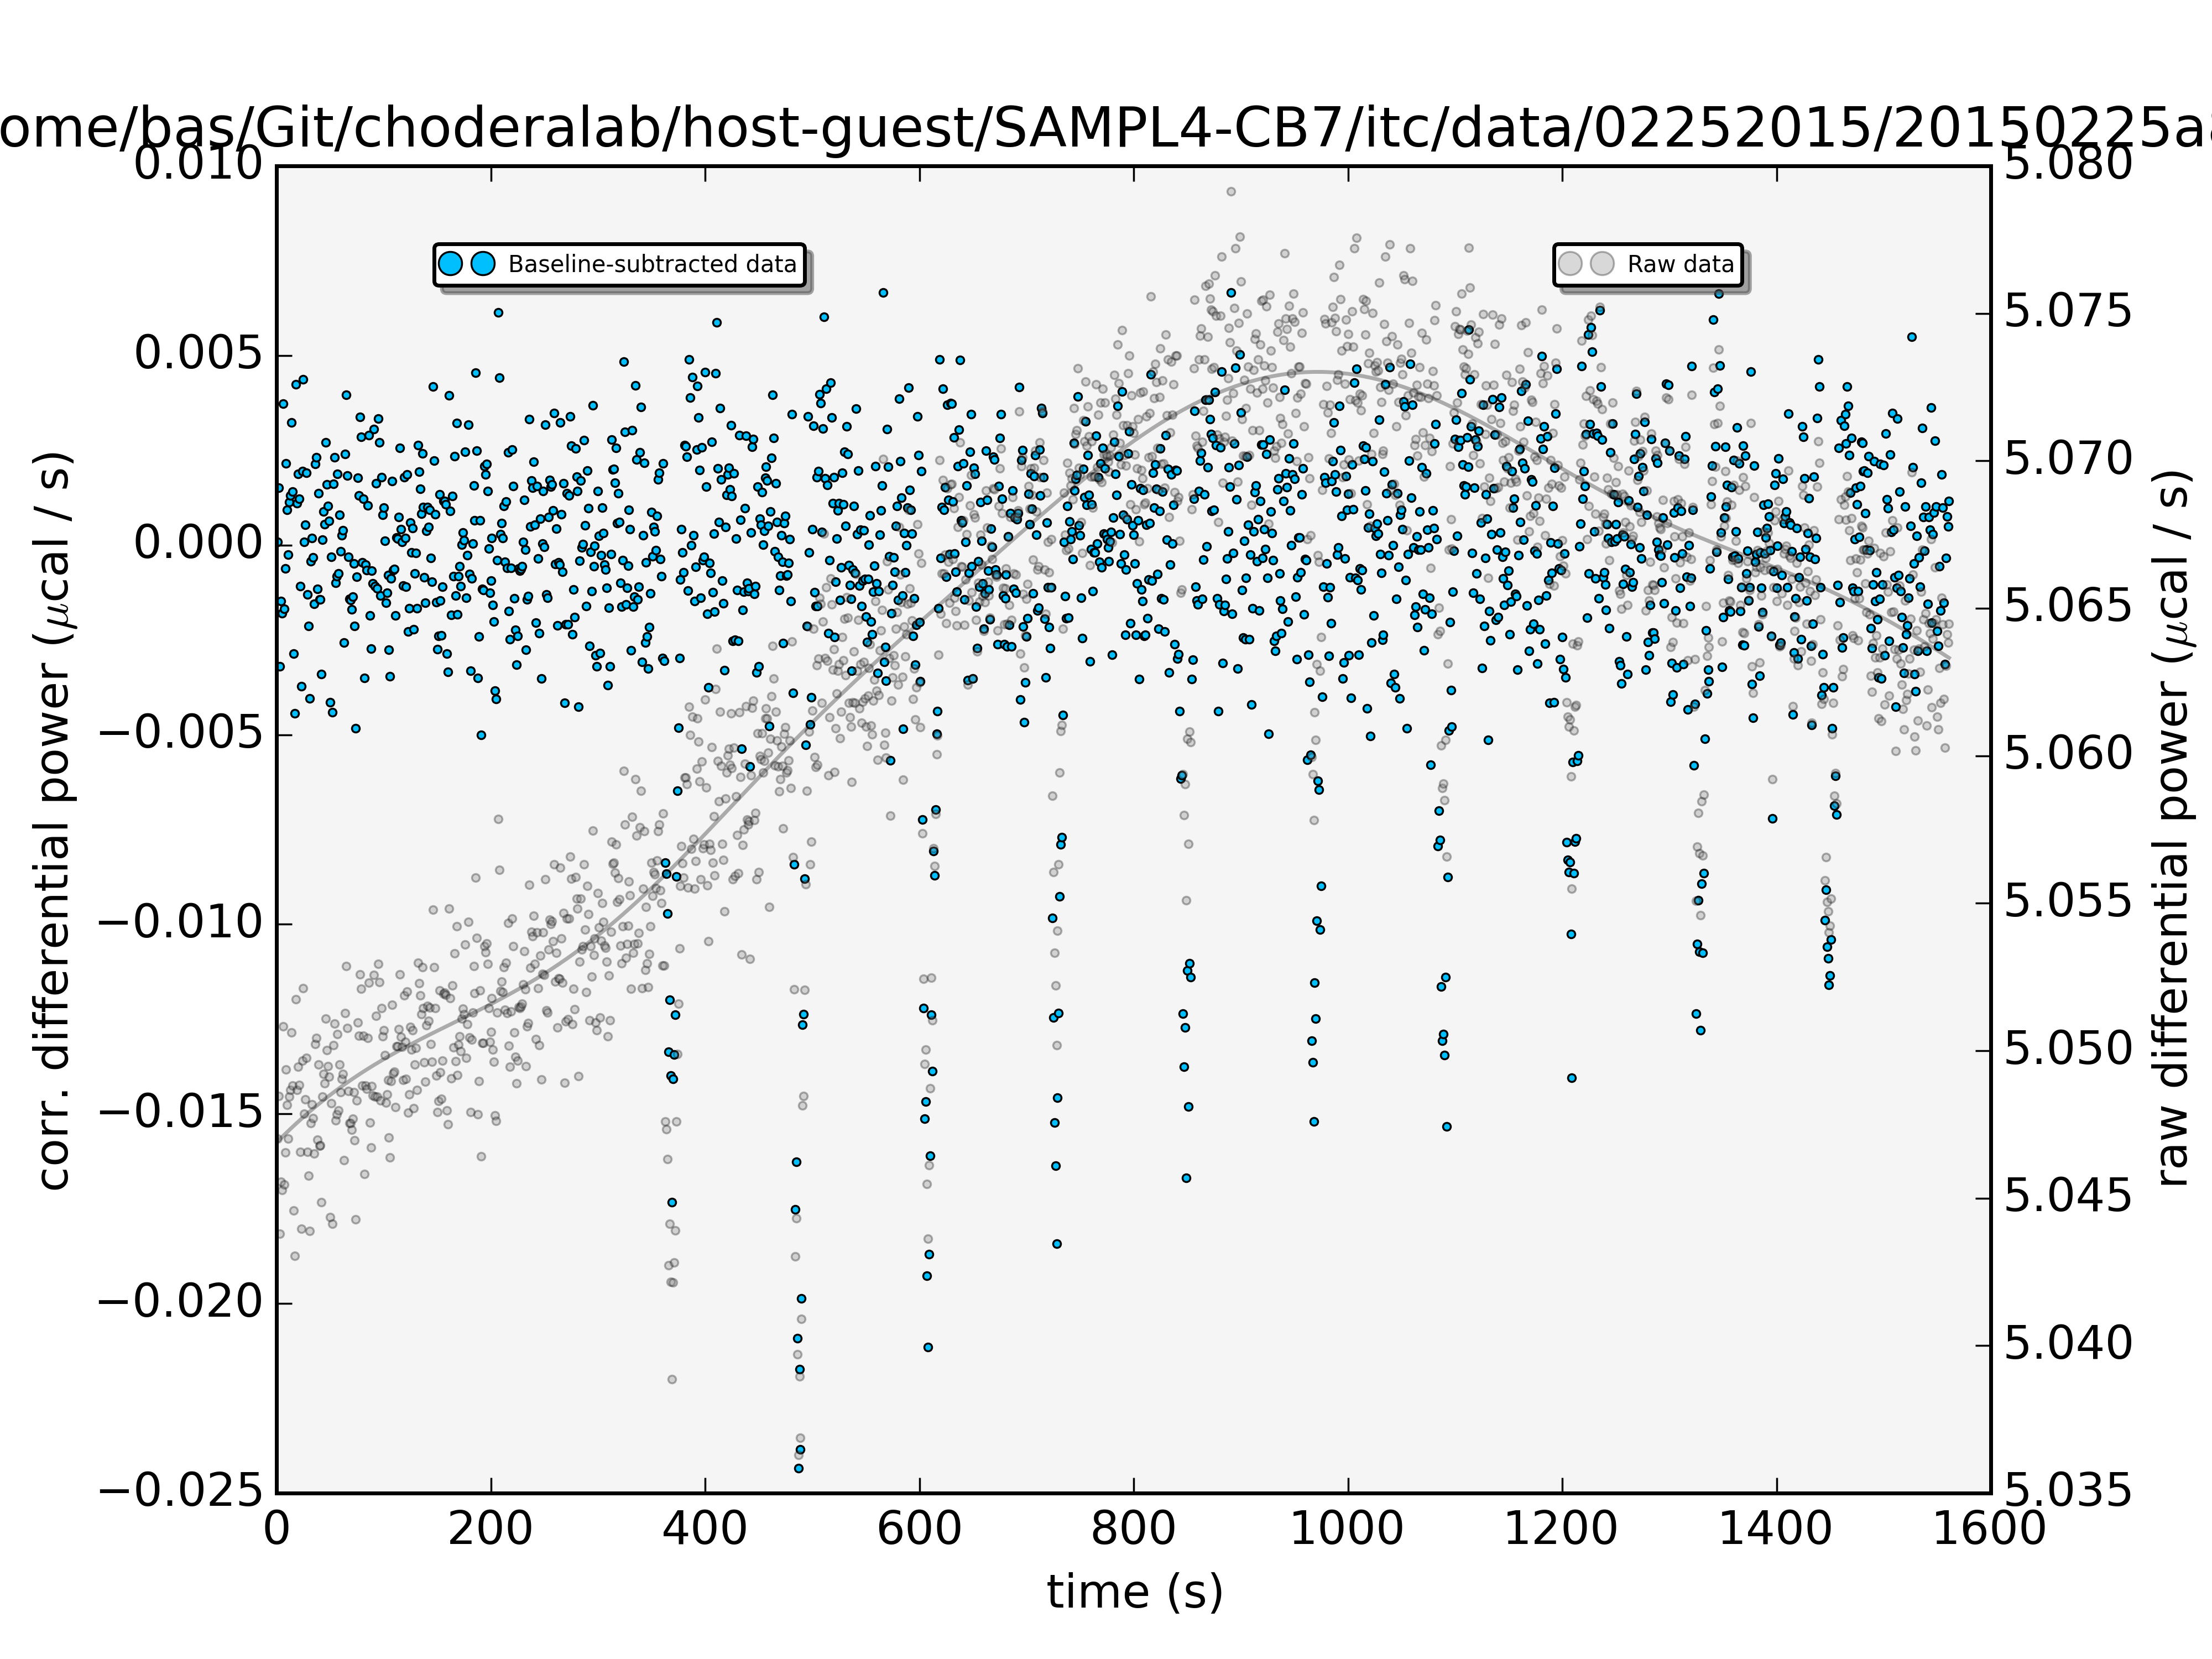 ome/bas/Git/choderalab/host-guest/SAMPL4-CB7/itc/data/02252015/20150225a
Baseline-subtracted data
Raw data
corr. differential power (μcal / s)
0.010
0.005
0.000
−0.005
−0.010
−0.015
−0.020
−0.025
5.080
5.075
5.070
5.065
5.060
5.055
5.050
5.045
5.040
5.035
raw differential power (μcal / s)
0 200 400 600 800 1000 1200 1400 1600
time (s)